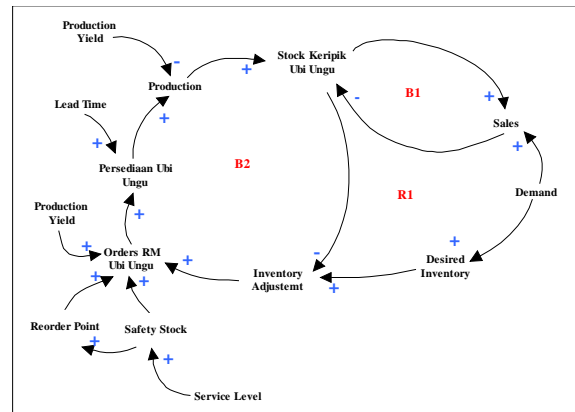 Production
Yield
-
Production
+
Stock Keripik
Ubi Ungu
-
B1
+
Sales
+
Lead Time
+
+
Persediaan Ubi
Ungu
B2
Demand
Production
Yield
+
R1
+
+
Orders RM
Ubi Ungu
+
-
Inventory
Adjustemt
+
Desired
Inventory
+
+
Reorder Point
Safety Stock
+
+
Service Level